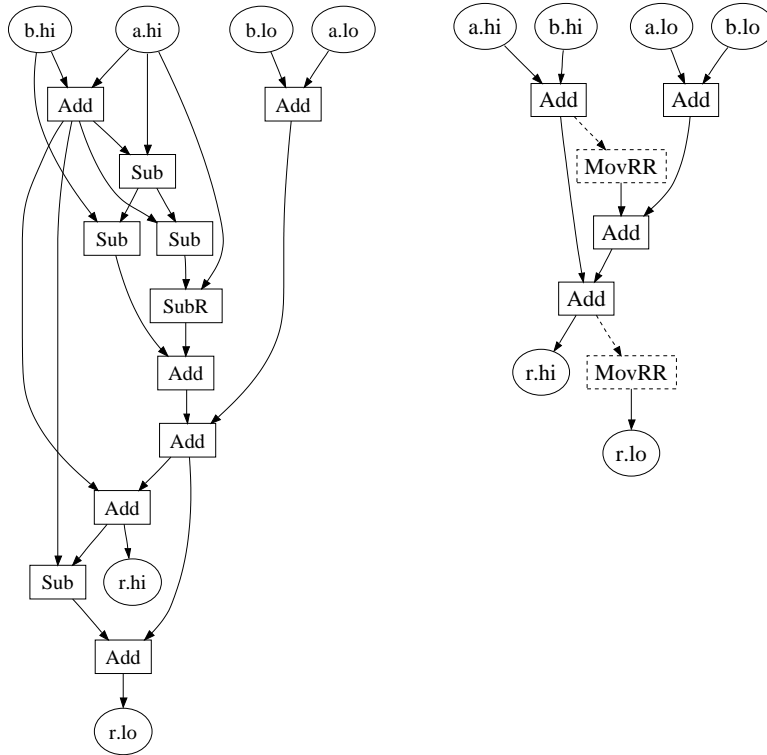 b.hi a.hi b.lo a.lo
Add Add
Sub
Sub Sub
SubR
Add
Add
Add
Sub r.hi
Add
r.lo
a.hi b.hi a.lo b.lo
Add Add
MovRR
Add
Add
r.hi MovRR
r.lo